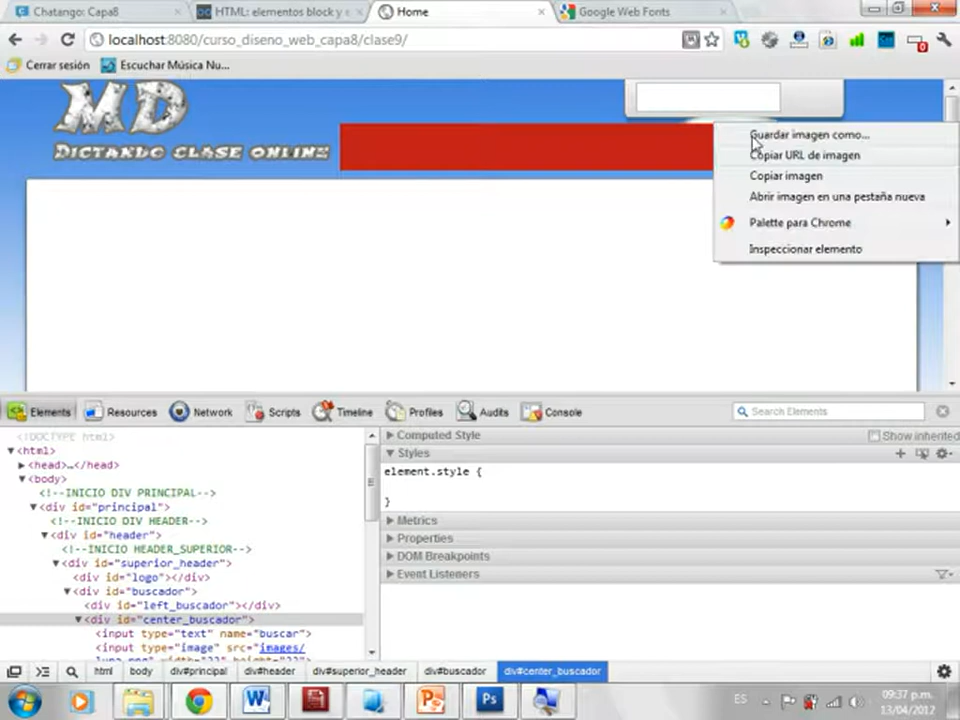 Chatango: Capa8
HTML: elementos block y e
Home
Google Web Fonts
localhost:8080/curso_diseno_web_capa8/clase9/
0
Cerrar sesión
Escuchar Música Nu...
MD
DICTANDO CLASE ONLINE
Guardar imagen como...
Copiar URL de imagen
Copiar imagen
Abrir imagen en una pestaña nueva
Palette para Chrome
Inspeccionar elemento
Elements
Resources
Network
Scripts
Timeline
Profiles
Audits
Console
Search Elements
<!DOCTYPE html>
<html>
<head>…</head>
<body>
<!--INICIO DIV PRINCIPAL-->
<div id="principal">
<!--INICIO DIV HEADER-->
<div id="header">
<!--INICIO HEADER_SUPERIOR-->
<div id="superior_header">
<div id="logo"></div>
<div id="buscador">
<div id="left_buscador"></div>
<div id="center_buscador">
<input type="text" name="buscar">
<input type="image" src="images/
Computed Style
Show inherited
Styles
element.style {
}
Metrics
Properties
DOM Breakpoints
Event Listeners
html
body
div#principal
div#header
div#superior_header
div#buscador
div#center_buscador
W
P
Ps
ES
09:37 p.m.
13/04/2012